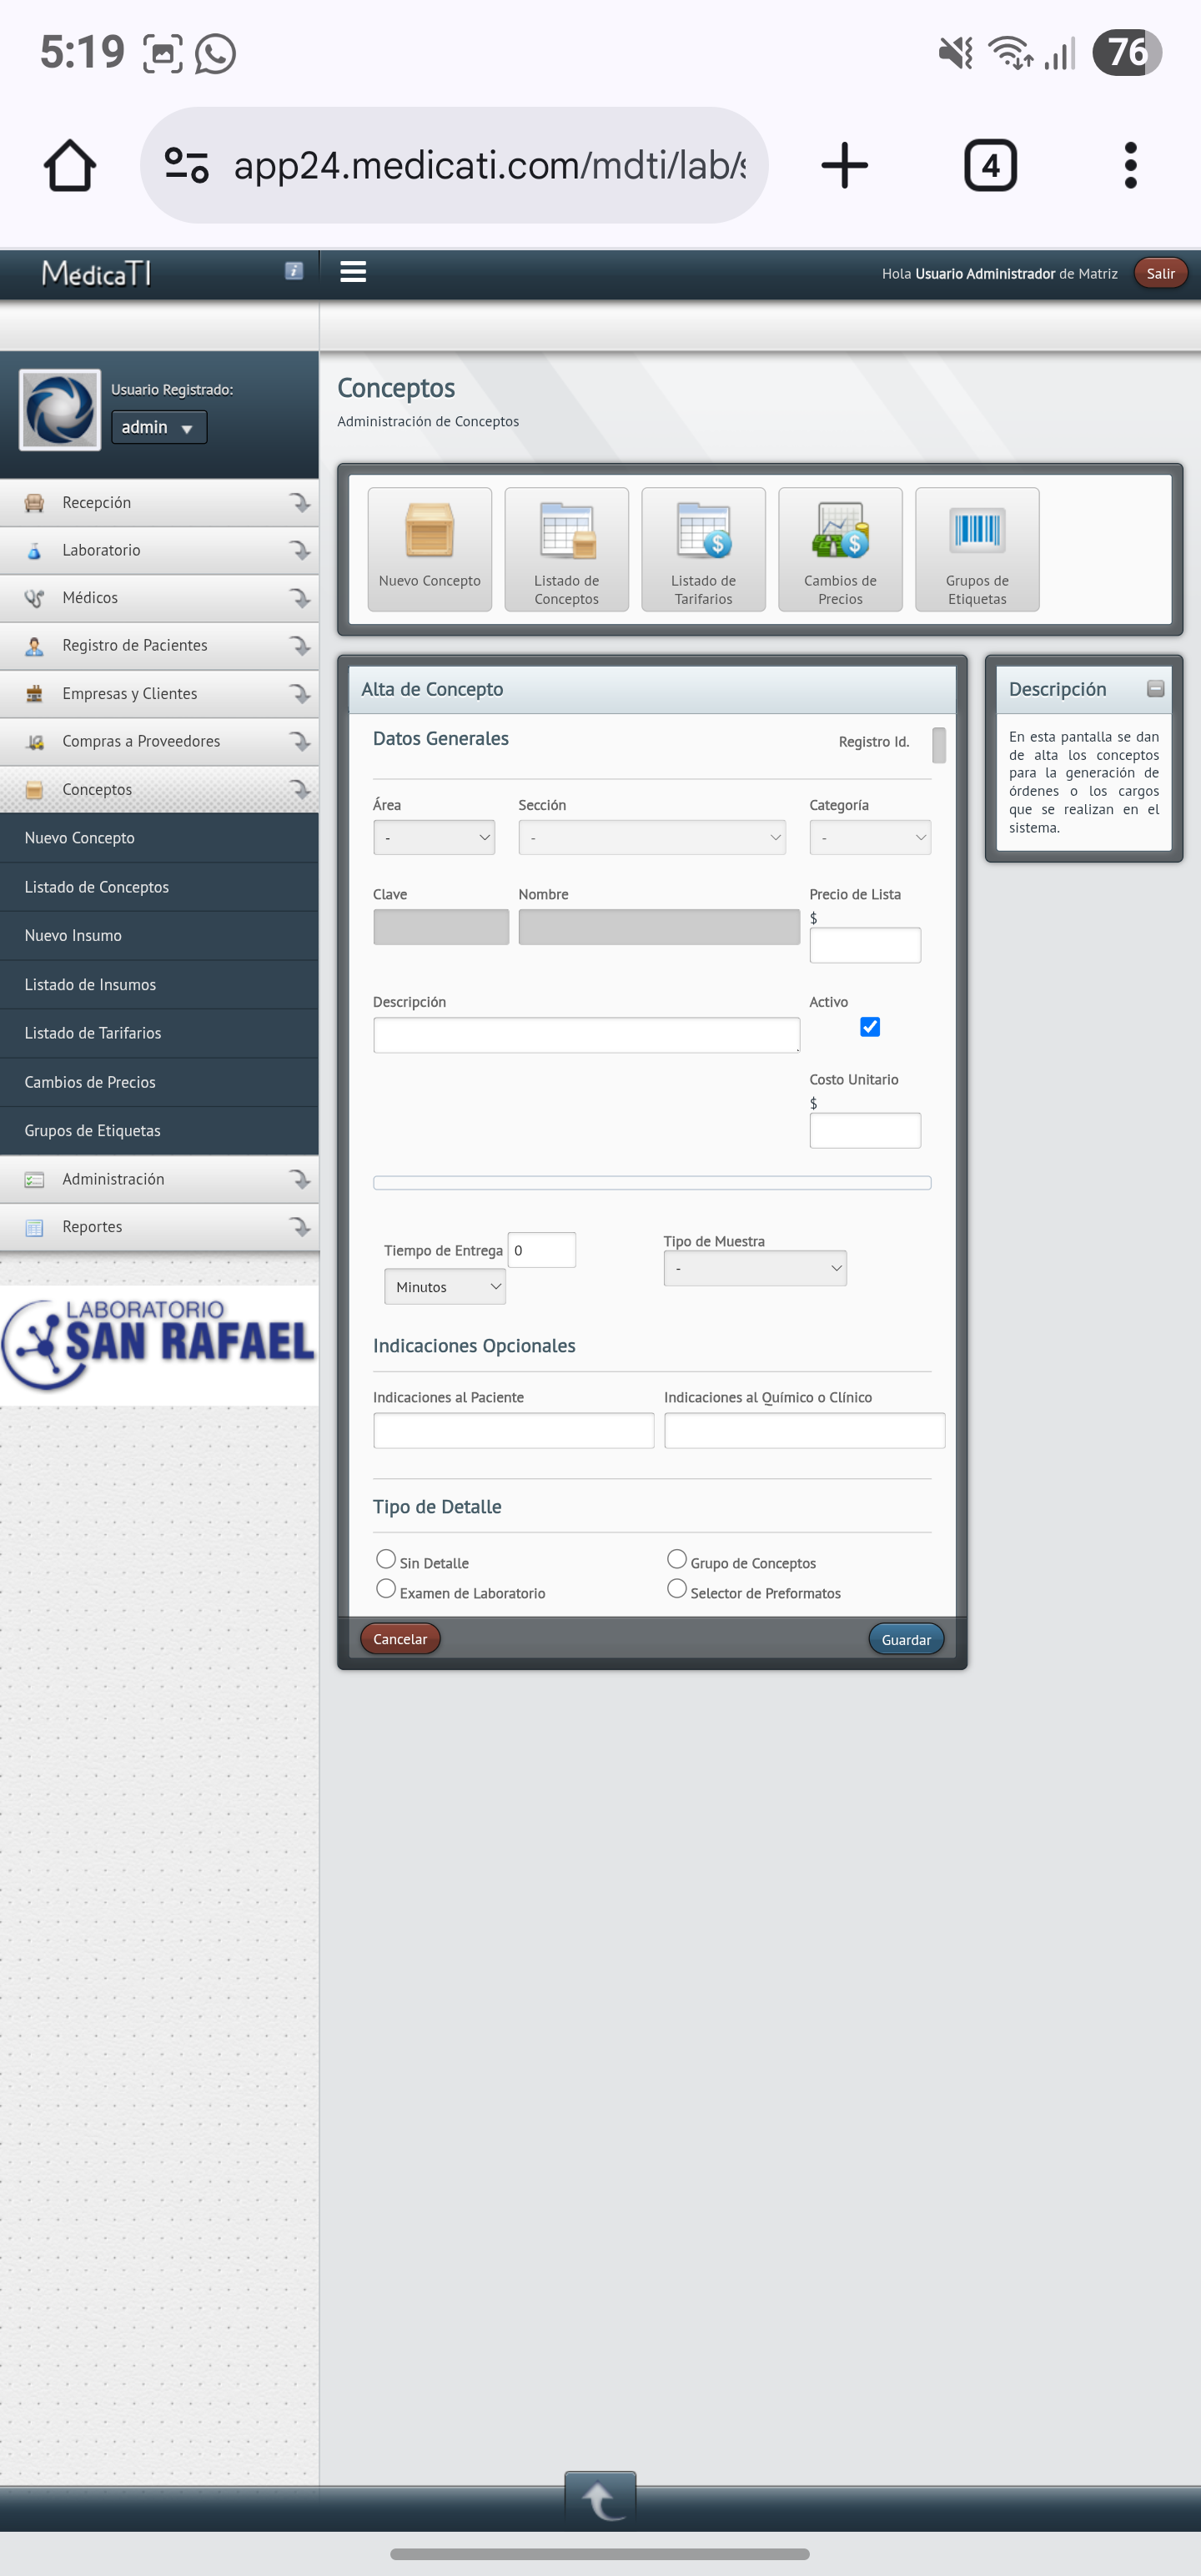 5:19
76
app24.medicati.com/mdti/lab/
4
MédicaTI
Hola Usuario Administrador de Matriz
Salir
Usuario Registrado:
admin
Recepción
Laboratorio
Médicos
Registro de Pacientes
Empresas y Clientes
Compras a Proveedores
Conceptos
Nuevo Concepto
Listado de Conceptos
Nuevo Insumo
Listado de Insumos
Listado de Tarifarios
Cambios de Precios
Grupos de Etiquetas
Administración
Reportes
LABORATORIO
SAN RAFAEL
Conceptos
Administración de Conceptos
Nuevo Concepto
Listado de
Conceptos
Listado de
Tarifarios
Cambios de
Precios
Grupos de
Etiquetas
Alta de Concepto
Datos Generales
Registro Id.
Área
Sección
Categoría
-
-
-
Clave
Nombre
Precio de Lista
$
Descripción
Activo
Costo Unitario
$
Tiempo de Entrega 0
Minutos
Tipo de Muestra
-
Indicaciones Opcionales
Indicaciones al Paciente
Indicaciones al Químico o Clínico
Tipo de Detalle
Sin Detalle
Grupo de Conceptos
Examen de Laboratorio
Selector de Preformatos
Cancelar
Guardar
Descripción
En esta pantalla se dan
de alta los conceptos
para la generación de
órdenes o los cargos
que se realizan en el
sistema.